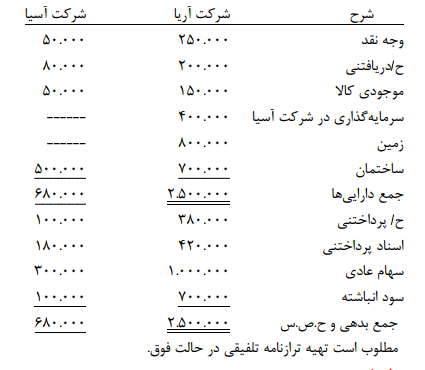 شرح شرکت آریا شرکت آسیا
وجه نقد ۲۵۰.۰۰۰ ۵۰.۰۰۰
ح/دریافتنی ۲۰۰.۰۰۰ ۸۰.۰۰۰
موجودی کالا ۱۵۰.۰۰۰ ۵۰.۰۰۰
سرمایه‌گذاری در شرکت آسیا ۴۰۰.۰۰۰ ------
زمین ۸۰۰.۰۰۰ ------
ساختمان ۷۰۰.۰۰۰ ۵۰۰.۰۰۰
جمع دارایی‌ها ۲.۵۰۰.۰۰۰ ۶۸۰.۰۰۰
ح/ پرداختنی ۳۸۰.۰۰۰ ۱۰۰.۰۰۰
اسناد پرداختنی ۴۲۰.۰۰۰ ۱۸۰.۰۰۰
سهام عادی ۱.۰۰۰.۰۰۰ ۳۰۰.۰۰۰
سود انباشته ۷۰۰.۰۰۰ ۱۰۰.۰۰۰
جمع بدهی و ح.ص.س ۲.۵۰۰.۰۰۰ ۶۸۰.۰۰۰
مطلوب است تهیه ترازنامه تلفیقی در حالت فوق.